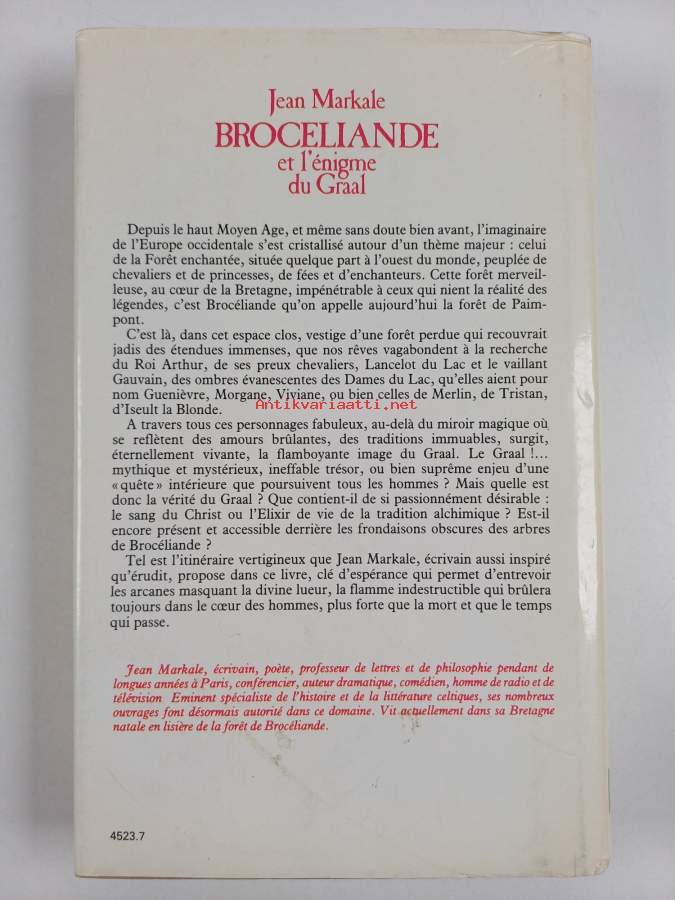 Jean Markale
BROCELIANDE
et l'énigme
du Graal
Depuis le haut Moyen Age, et même sans doute bien avant, l'imaginaire
de l'Europe occidentale s'est cristallisé autour d'un thème majeur : celui
de la Forêt enchantée, située quelque part à l'ouest du monde, peuplée de
chevaliers et de princesses, de fées et d'enchanteurs. Cette forêt merveil-
leuse, au cœur de la Bretagne, impénétrable à ceux qui nient la réalité des
légendes, c'est Brocéliande qu'on appelle aujourd'hui la forêt de Paim-
pont.
C'est là, dans cet espace clos, vestige d'une forêt perdue qui recouvrait
jadis des étendues immenses, que nos rêves vagabondent à la recherche
du Roi Arthur, de ses preux chevaliers, Lancelot du Lac et le vaillant
Gauvain, des ombres évanescentes des Dames du Lac, qu'elles aient pour
nom Guenièvre, Morgane, Viviane, ou bien celles de Merlin, de Tristan,
d'Iseult la Blonde.
Antikvariaatti.net
A travers tous ces personnages fabuleux, au-delà du miroir magique où
se reflètent des amours brûlantes, des traditions immuables, surgit,
éternellement vivante, la flamboyante image du Graal. Le Graal !...
mythique et mystérieux, ineffable trésor, ou bien suprême enjeu d'une
« quête » intérieure que poursuivent tous les hommes ? Mais quelle est
donc la vérité du Graal ? Que contient-il de si passionnément désirable :
le sang du Christ ou l'Elixir de vie de la tradition alchimique ? Est-il
encore présent et accessible derrière les frondaisons obscures des arbres
de Brocéliande ?
Tel est l'itinéraire vertigineux que Jean Markale, écrivain aussi inspiré
qu'érudit, propose dans ce livre, clé d'espérance qui permet d'entrevoir
les arcanes masquant la divine lueur, la flamme indestructible qui brûlera
toujours dans le cœur des hommes, plus forte que la mort et que le temps
qui passe.
Jean Markale, écrivain, poète, professeur de lettres et de philosophie pendant de
longues années à Paris, conférencier, auteur dramatique, comédien, homme de radio et de
télévision Eminent spécialiste de l'histoire et de la littérature celtiques, ses nombreux
ouvrages font désormais autorité dans ce domaine. Vit actuellement dans sa Bretagne
natale en lisière de la forêt de Brocéliande.
4523.7